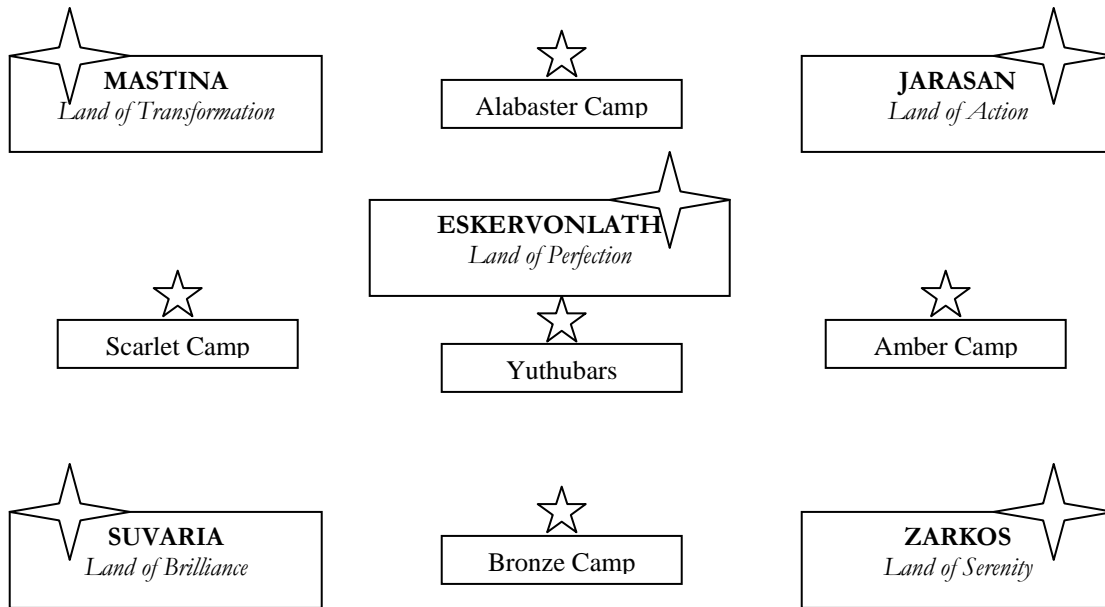 MASTINA
Land of Transformation
Alabaster Camp
JARASAN
Land of Action
ESKERVONLATH
Land of Perfection
Scarlet Camp
Yuthubars
Amber Camp
SUVARIA
Land of Brilliance
Bronze Camp
ZARKOS
Land of Serenity